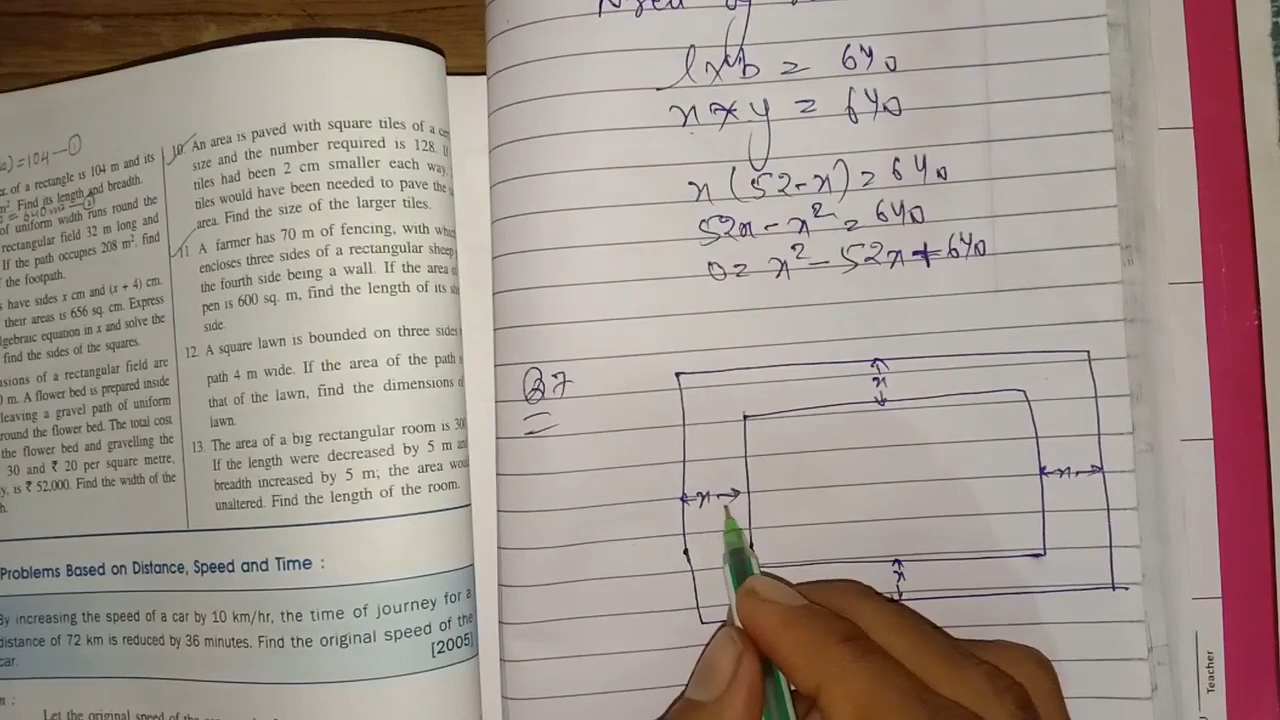 a) = 104 — ①
of a rectangle is 104 m and its
m². Find its length and breadth.
= 640 m² — ②
of uniform width runs round the
rectangular field 32 m long and
If the path occupies 208 m², find
the footpath.
have sides x cm and (x + 4) cm.
their areas is 656 sq. cm. Express
algebraic equation in x and solve the
find the sides of the squares.
of a rectangular field are
m. A flower bed is prepared inside
leaving a gravel path of uniform
round the flower bed. The total cost
the flower bed and gravelling the
30 and ₹ 20 per square metre,
is ₹ 52,000. Find the width of the
10. An area is paved with square tiles of a
size and the number required is 128.
tiles had been 2 cm smaller each way
tiles would have been needed to pave the
area. Find the size of the larger tiles.
11. A farmer has 70 m of fencing, with
encloses three sides of a rectangular sheep
the fourth side being a wall. If the area
pen is 600 sq. m, find the length of its
side.
12. A square lawn is bounded on three sides
path 4 m wide. If the area of the path
that of the lawn, find the dimensions
lawn.
13. The area of a big rectangular room is
If the length were decreased by 5 m
breadth increased by 5 m; the area
unaltered. Find the length of the room.
Problems Based on Distance, Speed and Time :
By increasing the speed of a car by 10 km/hr, the time of journey for a
distance of 72 km is reduced by 36 minutes. Find the original speed of the
car. [2005]
Let the original speed of the
l × b = 640
x × y = 640
x (52 - x) = 640
52x - x² = 640
0 = x² - 52x + 640
Q7
x
x
x
x
Teacher